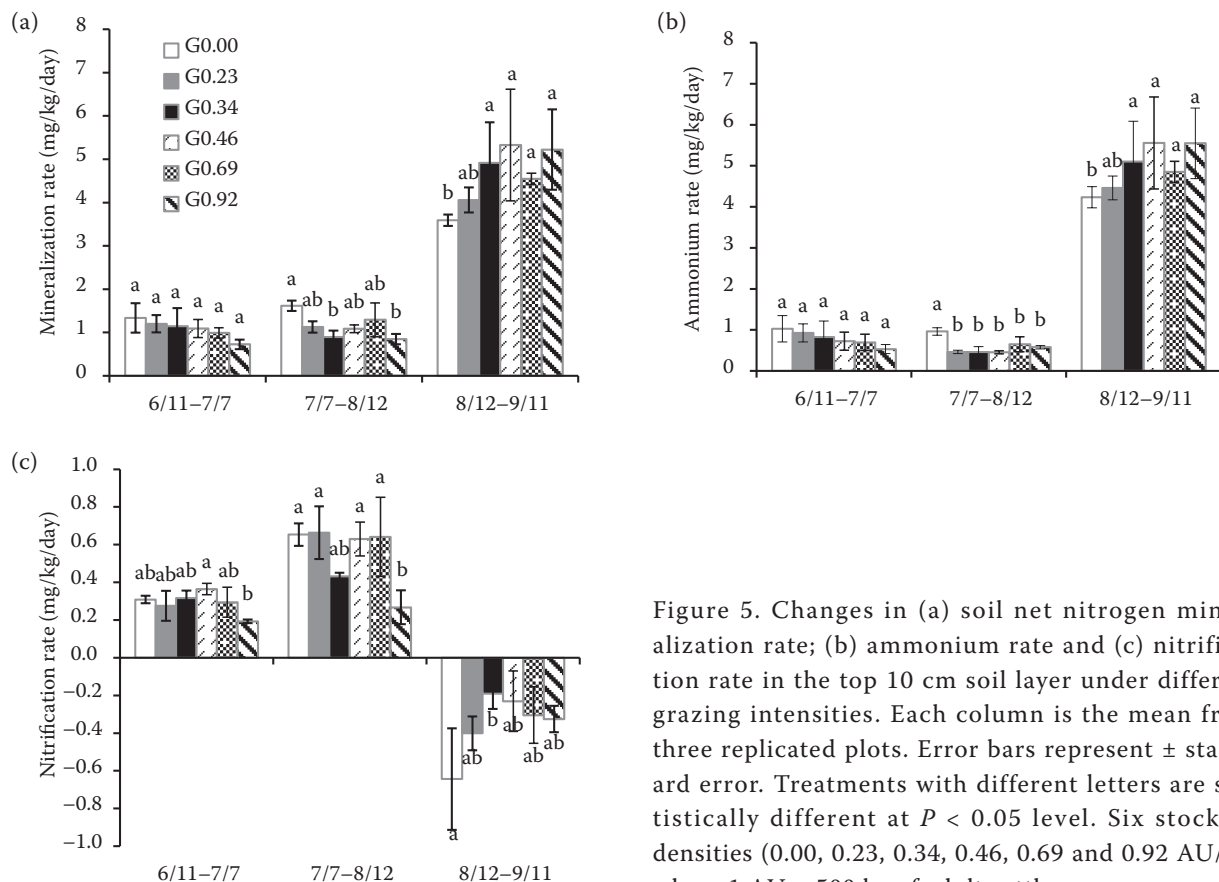 (a)
Mineralization rate (mg/kg/day)
8
7
6
5
4
3
2
1
0
G0.00
G0.23
G0.34
G0.46
G0.69
G0.92
a a a a a a
a ab b ab ab b
b ab a a a a
6/11–7/7 7/7–8/12 8/12–9/11
(b)
Ammonium rate (mg/kg/day)
8
7
6
5
4
3
2
1
0
a a a a a a
a b b b b b
b ab a a a a
6/11–7/7 7/7–8/12 8/12–9/11
(c)
Nitrification rate (mg/kg/day)
1.0
0.8
0.6
0.4
0.2
0.0
–0.2
–0.4
–0.6
–0.8
–1.0
ab ab ab a ab b
a a ab a a b
a ab b ab ab ab
6/11–7/7 7/7–8/12 8/12–9/11
Figure 5. Changes in (a) soil net nitrogen min
alization rate; (b) ammonium rate and (c) nitrifi
tion rate in the top 10 cm soil layer under differ
grazing intensities. Each column is the mean fr
three replicated plots. Error bars represent ± sta
ard error. Treatments with different letters are s
tistically different at P < 0.05 level. Six stock
densities (0.00, 0.23, 0.34, 0.46, 0.69 and 0.92 AU/